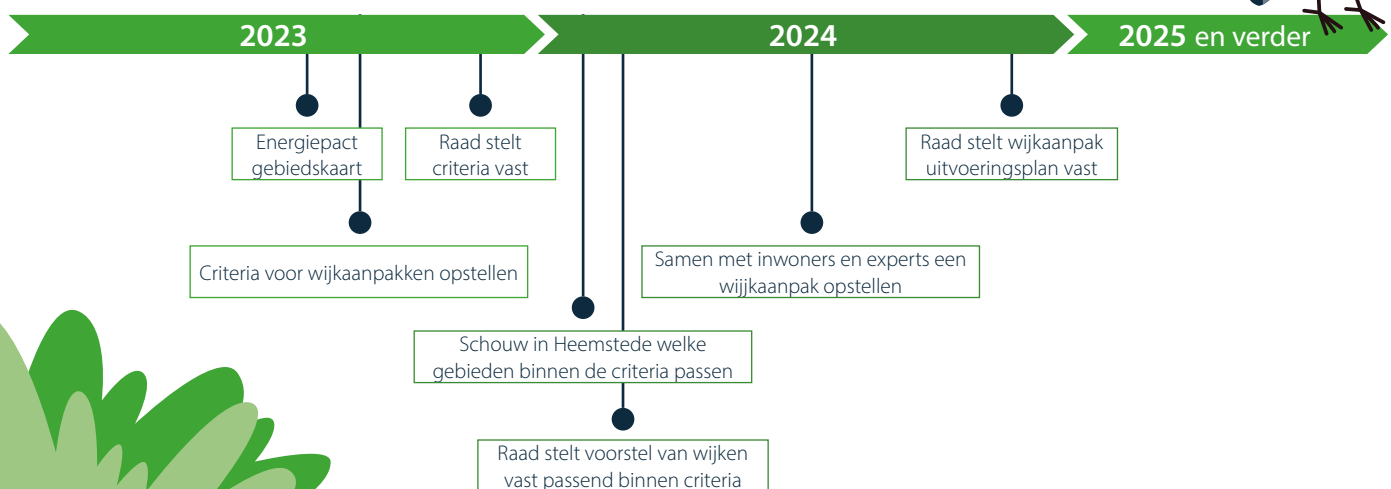 2023
2024
2025 en verder
Energiepact
gebiedskaart
Raad stelt
criteria vast
Raad stelt wijkaanpak
uitvoeringsplan vast
Criteria voor wijkaanpakken opstellen
Samen met inwoners en experts een
wijjkaanpak opstellen
Schouw in Heemstede welke
gebieden binnen de criteria passen
Raad stelt voorstel van wijken
vast passend binnen criteria